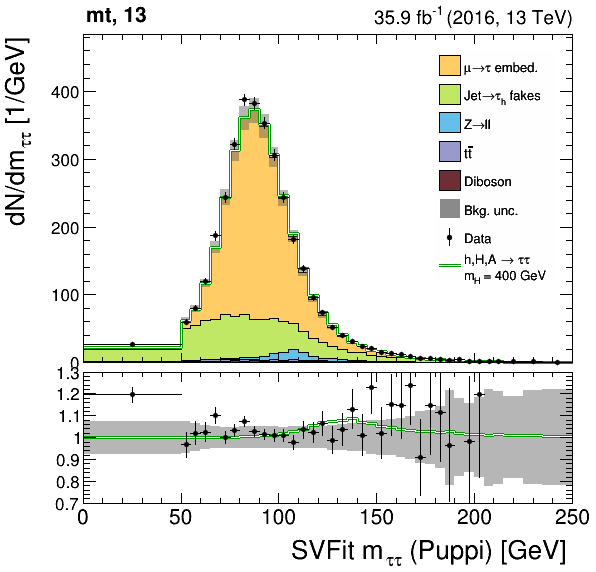 mt, 13
35.9 fb⁻¹ (2016, 13 TeV)
dN/dm_ττ [1/GeV]
400
300
200
100
0
μ→τ embed.
Jet→τ_h fakes
Z→ll
tt̄
Diboson
Bkg. unc.
Data
h,H,A → ττ
m_H = 400 GeV
1.3
1.2
1.1
1
0.9
0.8
0.7
0 50 100 150 200 250
SVFit m_ττ (Puppi) [GeV]